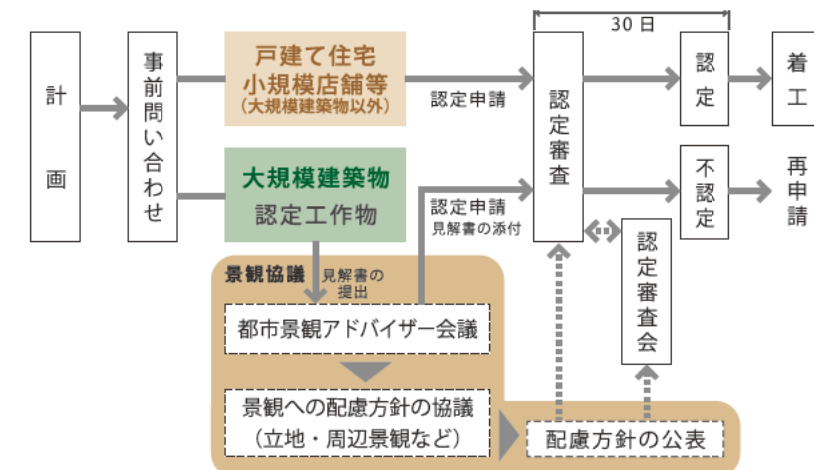 計画
事前問い合わせ
戸建て住宅
小規模店舗等
（大規模建築物以外）
認定申請
30日
認定審査
認定
着工
大規模建築物
認定工作物
認定申請
見解書の添付
不認定
再申請
認定審査会
景観協議
見解書の
提出
都市景観アドバイザー会議
景観への配慮方針の協議
（立地・周辺景観など）
配慮方針の公表